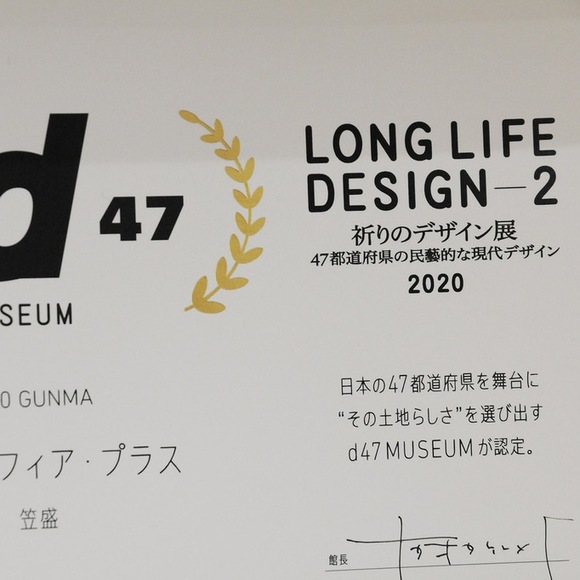 d
47
SEUM
0 GUNMA
フィア・プラス
笠盛
LONG LIFE
DESIGN—2
祈りのデザイン展
47都道府県の民藝的な現代デザイン
2020
日本の47都道府県を舞台に
“その土地らしさ”を選び出す
d47 MUSEUMが認定。
館長